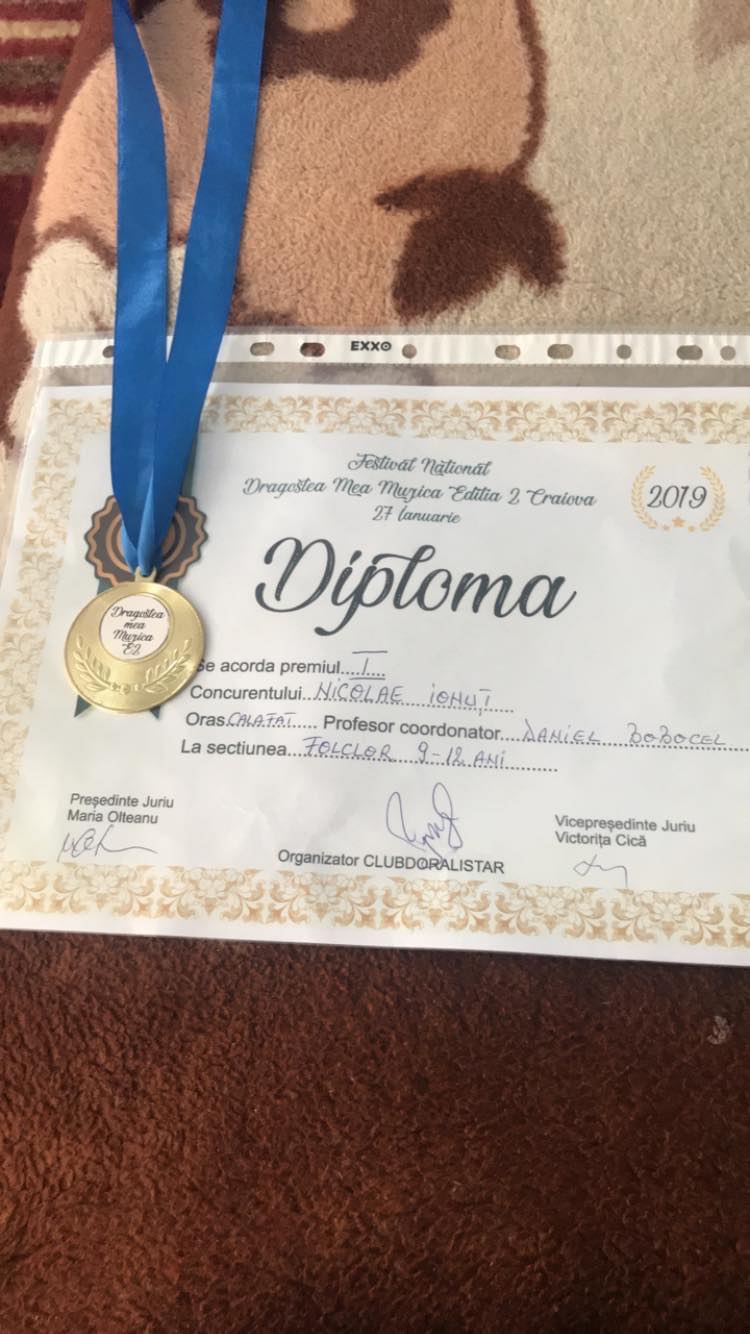 EXXO
Festival Național
Dragostea Mea Muzica Editia 2 Craiova
27 Ianuarie
2019
Diploma
Dragostea
mea
Muzica
E2
Se acorda premiul....I....
Concurentului...NICOLAE IONUȚ.....
Oras.CALAFAT..... Profesor coordonator....DANIEL BOBOCEL
La sectiunea...FOLCLOR 9-12 ANI..........
Președinte Juriu
Maria Olteanu
Organizator CLUBDORALISTAR
Vicepreședinte Juriu
Victorița Cică